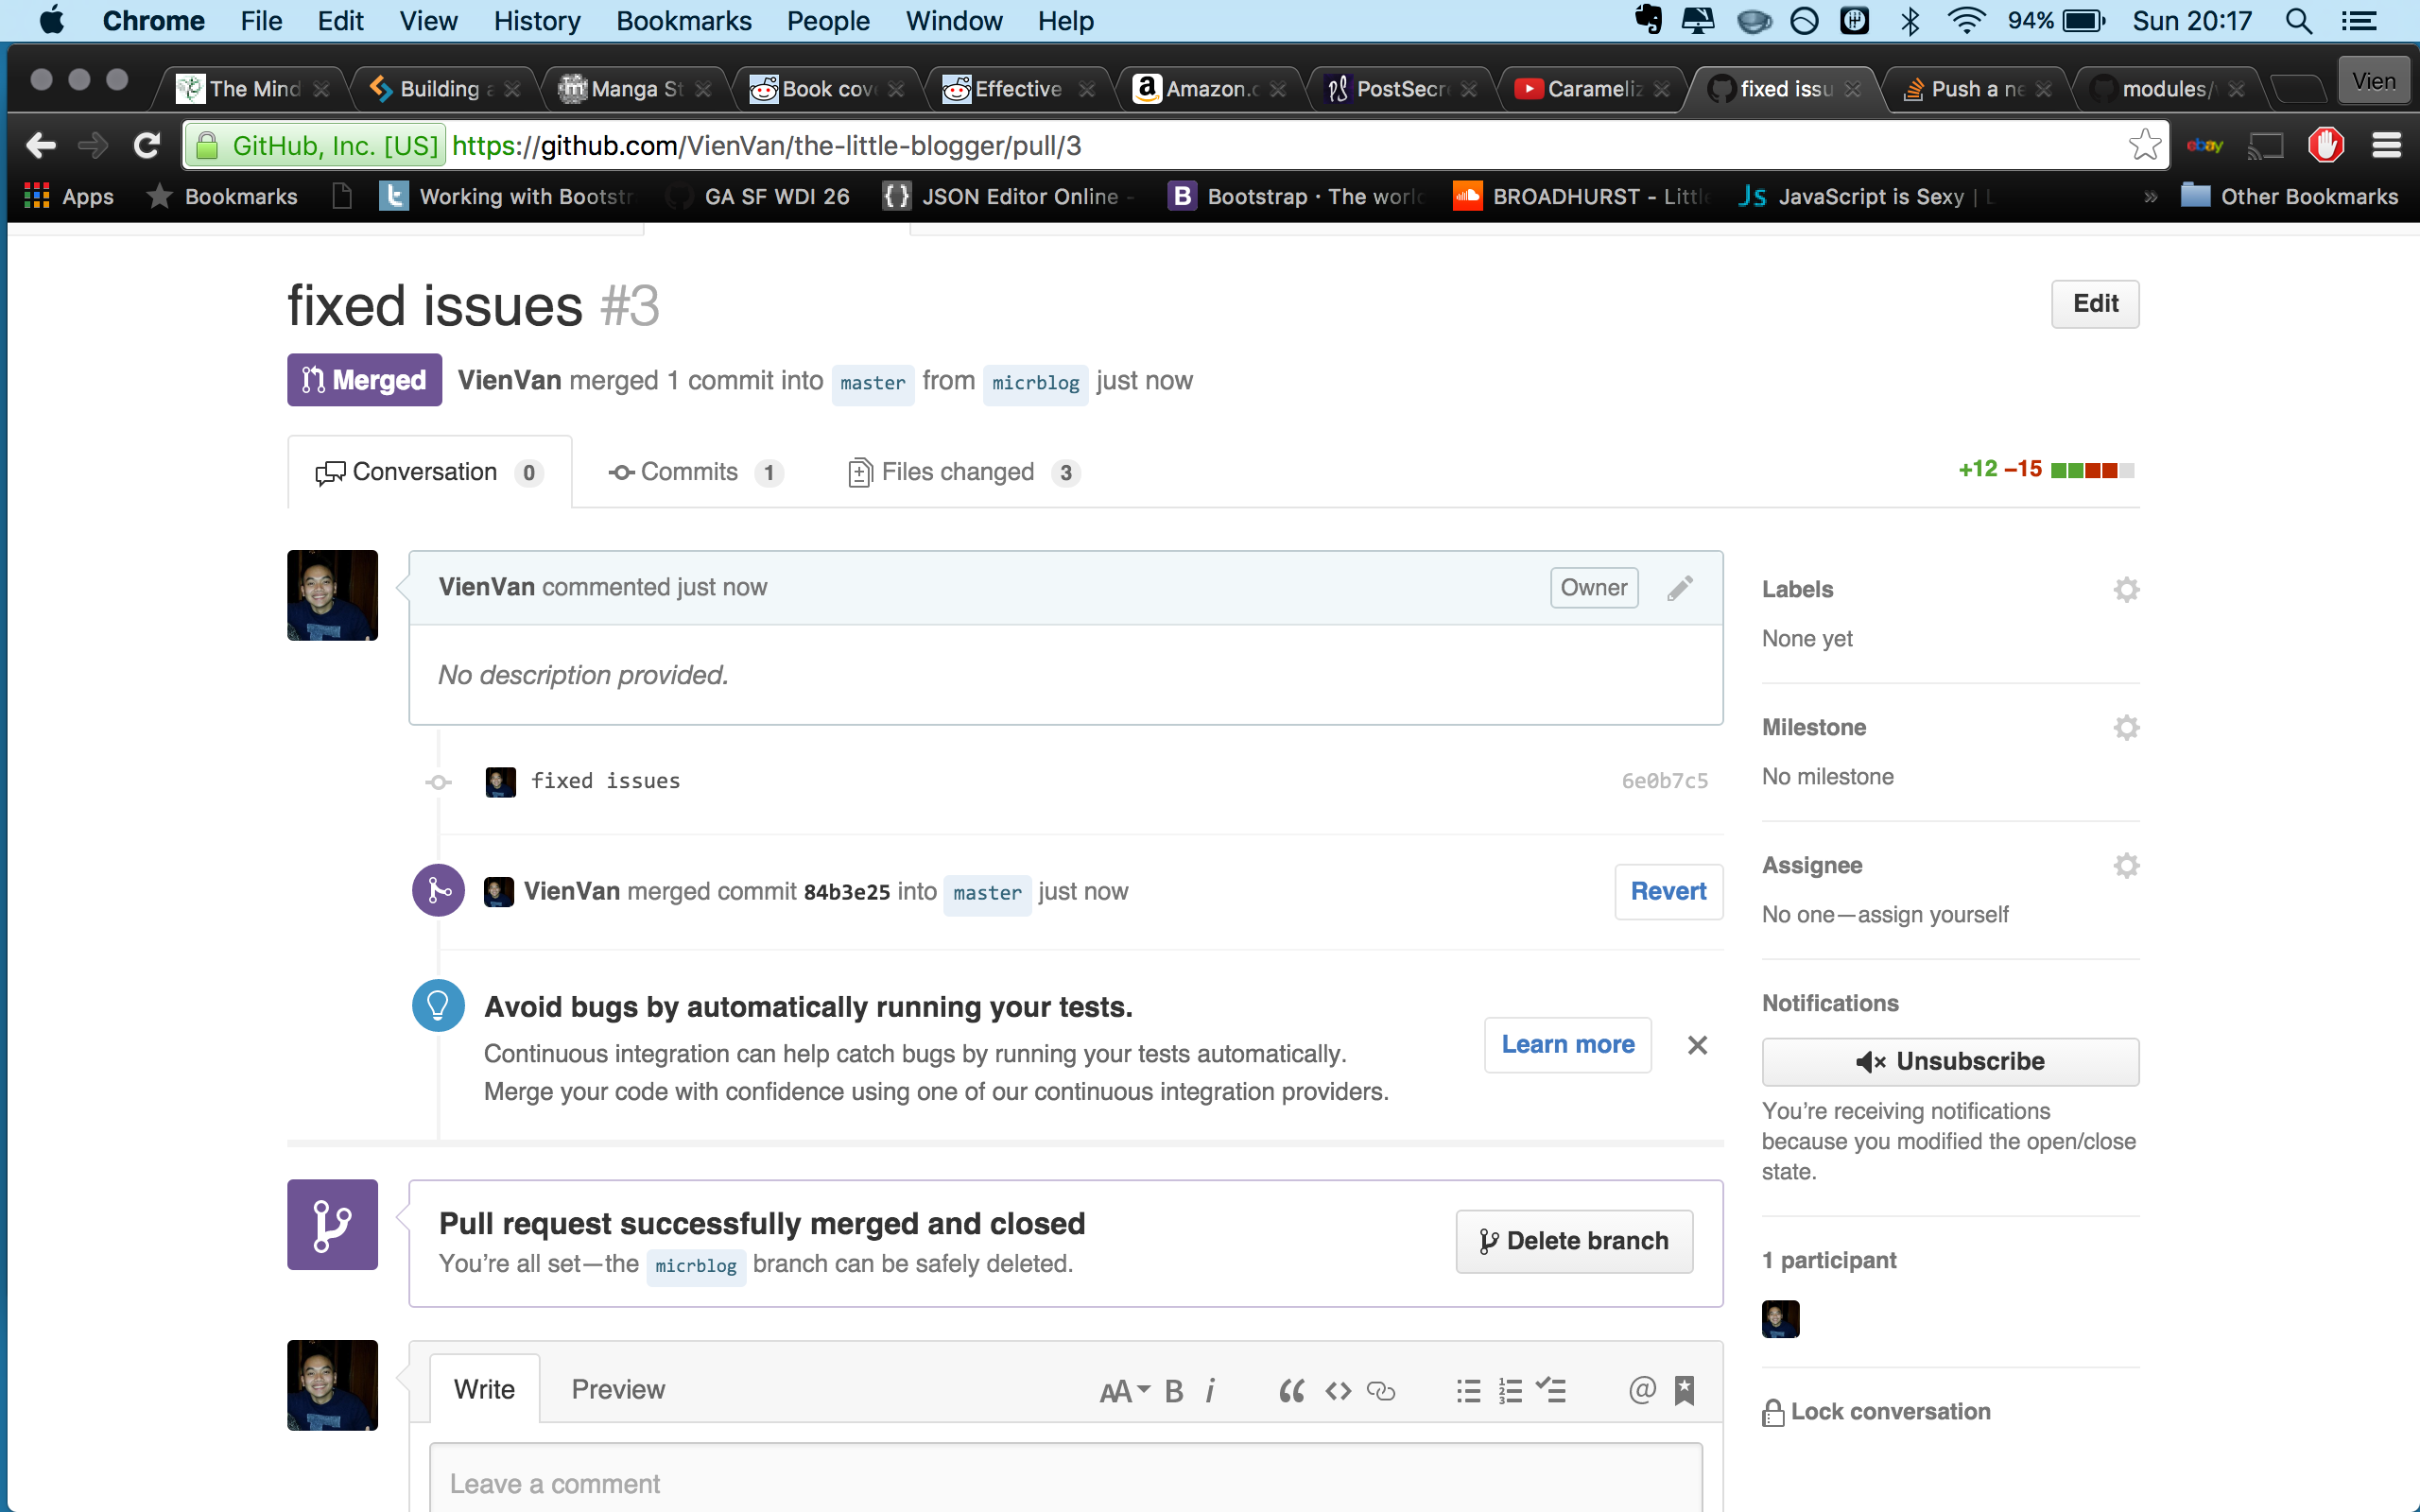 Chrome File Edit View History Bookmarks People Window Help 94% Sun 20:17
The Mind Building a Manga St Book cov Effective Amazon.c PostSecr Carameliz fixed issu Push a ne modules/ Vien
GitHub, Inc. [US] https://github.com/VienVan/the-little-blogger/pull/3 ebay
Apps Bookmarks Working with Bootstr GA SF WDI 26 JSON Editor Online - Bootstrap · The worl BROADHURST - Little JavaScript is Sexy | L » Other Bookmarks
fixed issues #3 Edit
Merged VienVan merged 1 commit into master from micrblog just now
Conversation 0 Commits 1 Files changed 3 +12 −15
VienVan commented just now Owner
No description provided.
fixed issues 6e0b7c5
VienVan merged commit 84b3e25 into master just now Revert
Avoid bugs by automatically running your tests.
Continuous integration can help catch bugs by running your tests automatically.
Merge your code with confidence using one of our continuous integration providers.
Learn more
Pull request successfully merged and closed
You’re all set—the micrblog branch can be safely deleted.
Delete branch
Write Preview AA B i
Leave a comment
Labels
None yet
Milestone
No milestone
Assignee
No one—assign yourself
Notifications
Unsubscribe
You’re receiving notifications
because you modified the open/close
state.
1 participant
Lock conversation